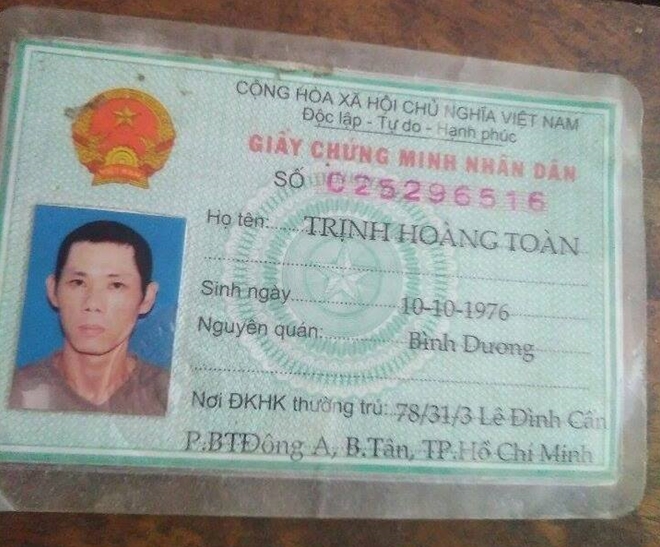 CỘNG HÒA XÃ HỘI CHỦ NGHĨA VIỆT NAM
Độc lập - Tự do - Hạnh phúc
GIẤY CHỨNG MINH NHÂN DÂN
SỐ 025296516
Họ tên: TRỊNH HOÀNG TOÀN
Sinh ngày 10-10-1976
Nguyên quán: Bình Dương
Nơi ĐKHK thường trú: 78/31/3 Lê Đình Cẩn
P.BTĐông A, B.Tân, TP.Hồ Chí Minh